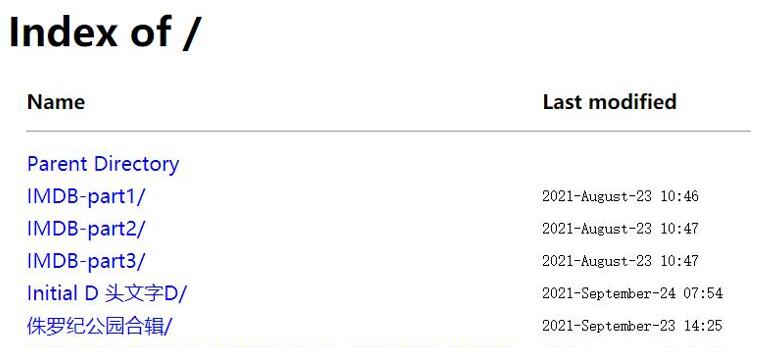 Index of /
Name Last modified
Parent Directory
IMDB-part1/ 2021-August-23 10:46
IMDB-part2/ 2021-August-23 10:47
IMDB-part3/ 2021-August-23 10:47
Initial D 头文字D/ 2021-September-24 07:54
侏罗纪公园合辑/ 2021-September-23 14:25